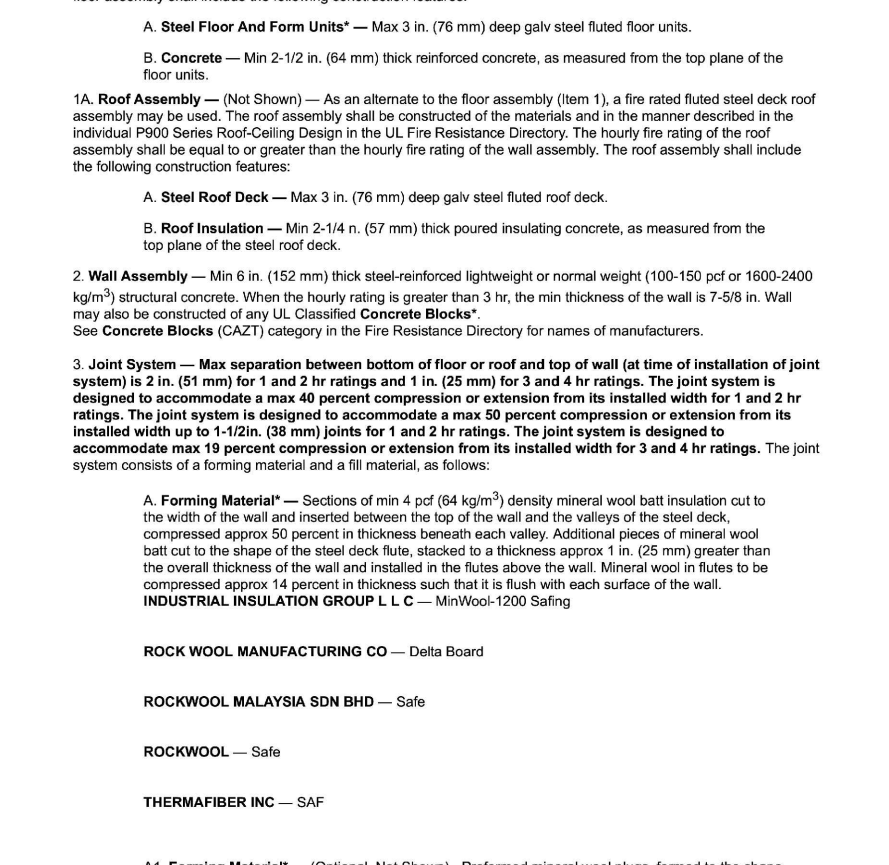 A. Steel Floor And Form Units* — Max 3 in. (76 mm) deep galv steel fluted floor units.
B. Concrete — Min 2-1/2 in. (64 mm) thick reinforced concrete, as measured from the top plane of the
floor units.
1A. Roof Assembly — (Not Shown) — As an alternate to the floor assembly (Item 1), a fire rated fluted steel deck roof
assembly may be used. The roof assembly shall be constructed of the materials and in the manner described in the
individual P900 Series Roof-Ceiling Design in the UL Fire Resistance Directory. The hourly fire rating of the roof
assembly shall be equal to or greater than the hourly fire rating of the wall assembly. The roof assembly shall include
the following construction features:
A. Steel Roof Deck — Max 3 in. (76 mm) deep galv steel fluted roof deck.
B. Roof Insulation — Min 2-1/4 n. (57 mm) thick poured insulating concrete, as measured from the
top plane of the steel roof deck.
2. Wall Assembly — Min 6 in. (152 mm) thick steel-reinforced lightweight or normal weight (100-150 pcf or 1600-2400
kg/m3) structural concrete. When the hourly rating is greater than 3 hr, the min thickness of the wall is 7-5/8 in. Wall
may also be constructed of any UL Classified Concrete Blocks*.
See Concrete Blocks (CAZT) category in the Fire Resistance Directory for names of manufacturers.
3. Joint System — Max separation between bottom of floor or roof and top of wall (at time of installation of joint
system) is 2 in. (51 mm) for 1 and 2 hr ratings and 1 in. (25 mm) for 3 and 4 hr ratings. The joint system is
designed to accommodate a max 40 percent compression or extension from its installed width for 1 and 2 hr
ratings. The joint system is designed to accommodate a max 50 percent compression or extension from its
installed width up to 1-1/2in. (38 mm) joints for 1 and 2 hr ratings. The joint system is designed to
accommodate max 19 percent compression or extension from its installed width for 3 and 4 hr ratings. The joint
system consists of a forming material and a fill material, as follows:
A. Forming Material* — Sections of min 4 pcf (64 kg/m3) density mineral wool batt insulation cut to
the width of the wall and inserted between the top of the wall and the valleys of the steel deck,
compressed approx 50 percent in thickness beneath each valley. Additional pieces of mineral wool
batt cut to the shape of the steel deck flute, stacked to a thickness approx 1 in. (25 mm) greater than
the overall thickness of the wall and installed in the flutes above the wall. Mineral wool in flutes to be
compressed approx 14 percent in thickness such that it is flush with each surface of the wall.
INDUSTRIAL INSULATION GROUP L L C — MinWool-1200 Safing
ROCK WOOL MANUFACTURING CO — Delta Board
ROCKWOOL MALAYSIA SDN BHD — Safe
ROCKWOOL — Safe
THERMAFIBER INC — SAF